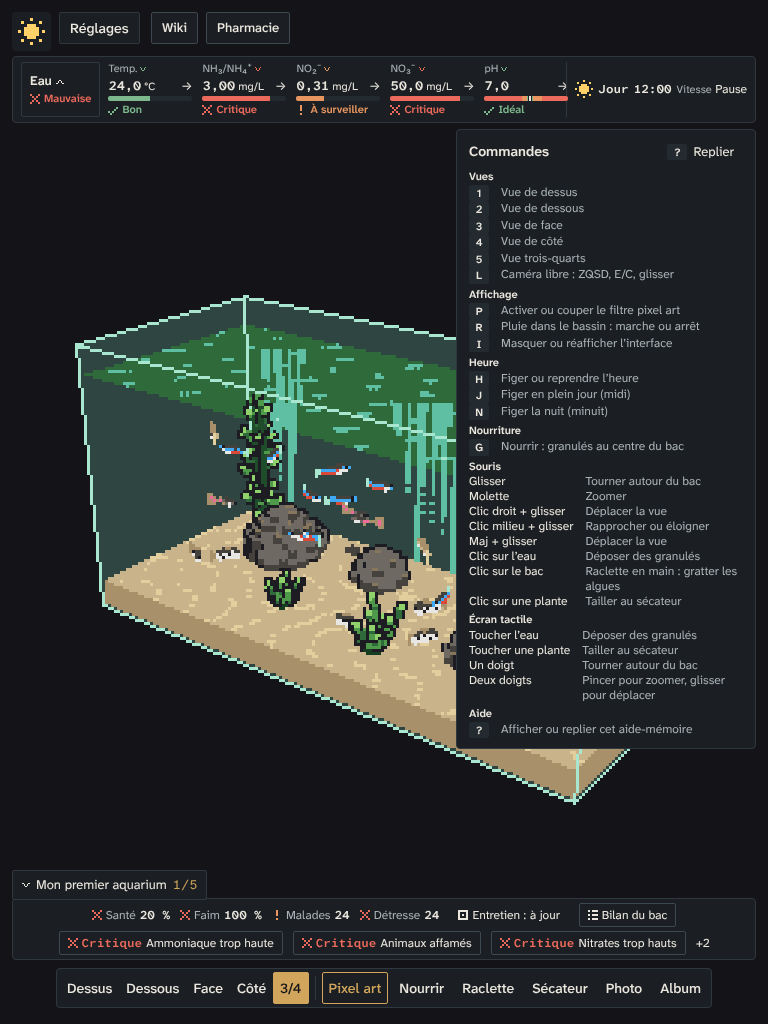 Réglages Wiki Pharmacie
Eau Mauvaise
Temp. 24,0 °C → Bon
NH₃/NH₄⁺ 3,00 mg/L → Critique
NO₂⁻ 0,31 mg/L → À surveiller
NO₃⁻ 50,0 mg/L → Critique
pH 7,0 → Idéal
Jour 12:00 Vitesse Pause
Commandes ? Replier
Vues
1 Vue de dessus
2 Vue de dessous
3 Vue de face
4 Vue de côté
5 Vue trois-quarts
L Caméra libre : ZQSD, E/C, glisser
Affichage
P Activer ou couper le filtre pixel art
R Pluie dans le bassin : marche ou arrêt
I Masquer ou réafficher l'interface
Heure
H Figer ou reprendre l'heure
J Figer en plein jour (midi)
N Figer la nuit (minuit)
Nourriture
G Nourrir : granulés au centre du bac
Souris
Glisser Tourner autour du bac
Molette Zoomer
Clic droit + glisser Déplacer la vue
Clic milieu + glisser Rapprocher ou éloigner
Maj + glisser Déplacer la vue
Clic sur l'eau Déposer des granulés
Clic sur le bac Raclette en main : gratter les
algues
Clic sur une plante Tailler au sécateur
Écran tactile
Toucher l'eau Déposer des granulés
Toucher une plante Tailler au sécateur
Un doigt Tourner autour du bac
Deux doigts Pincer pour zoomer, glisser
pour déplacer
Aide
? Afficher ou replier cet aide-mémoire
Mon premier aquarium 1/5
Santé 20 % Faim 100 % Malades 24 Détresse 24 Entretien : à jour Bilan du bac
Critique Ammoniaque trop haute Critique Animaux affamés Critique Nitrates trop hauts +2
Dessus Dessous Face Côté 3/4 Pixel art Nourrir Raclette Sécateur Photo Album